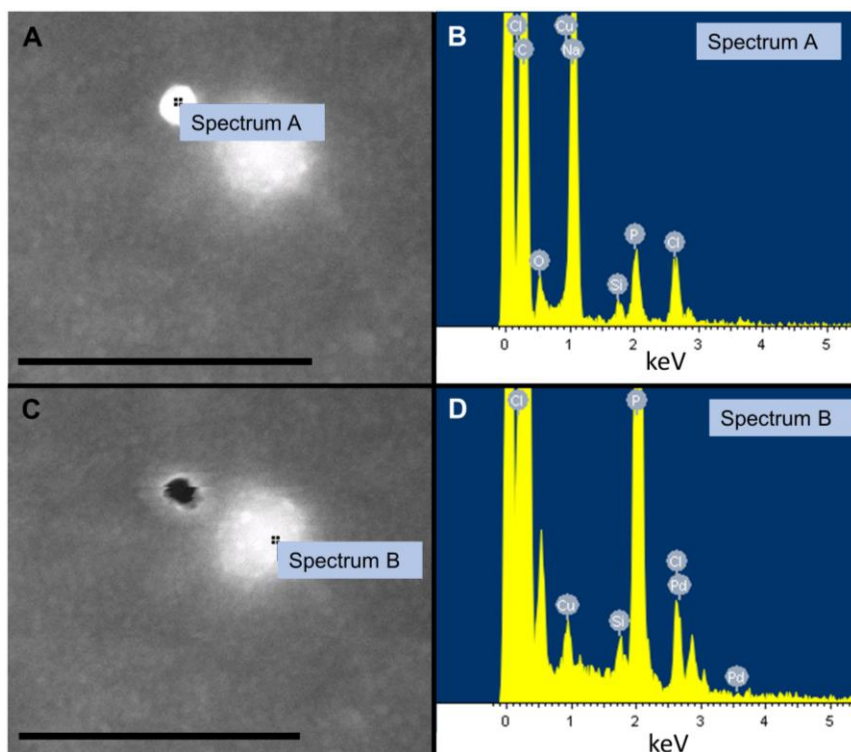 A
Spectrum A
B
Spectrum A
Cl Cu
C Na
O Si P Cl
0 1 2 3 4 5
keV
C
Spectrum B
D
Spectrum B
Cl P
Cu Si Cl
Pd
Pd
0 1 2 3 4 5
keV